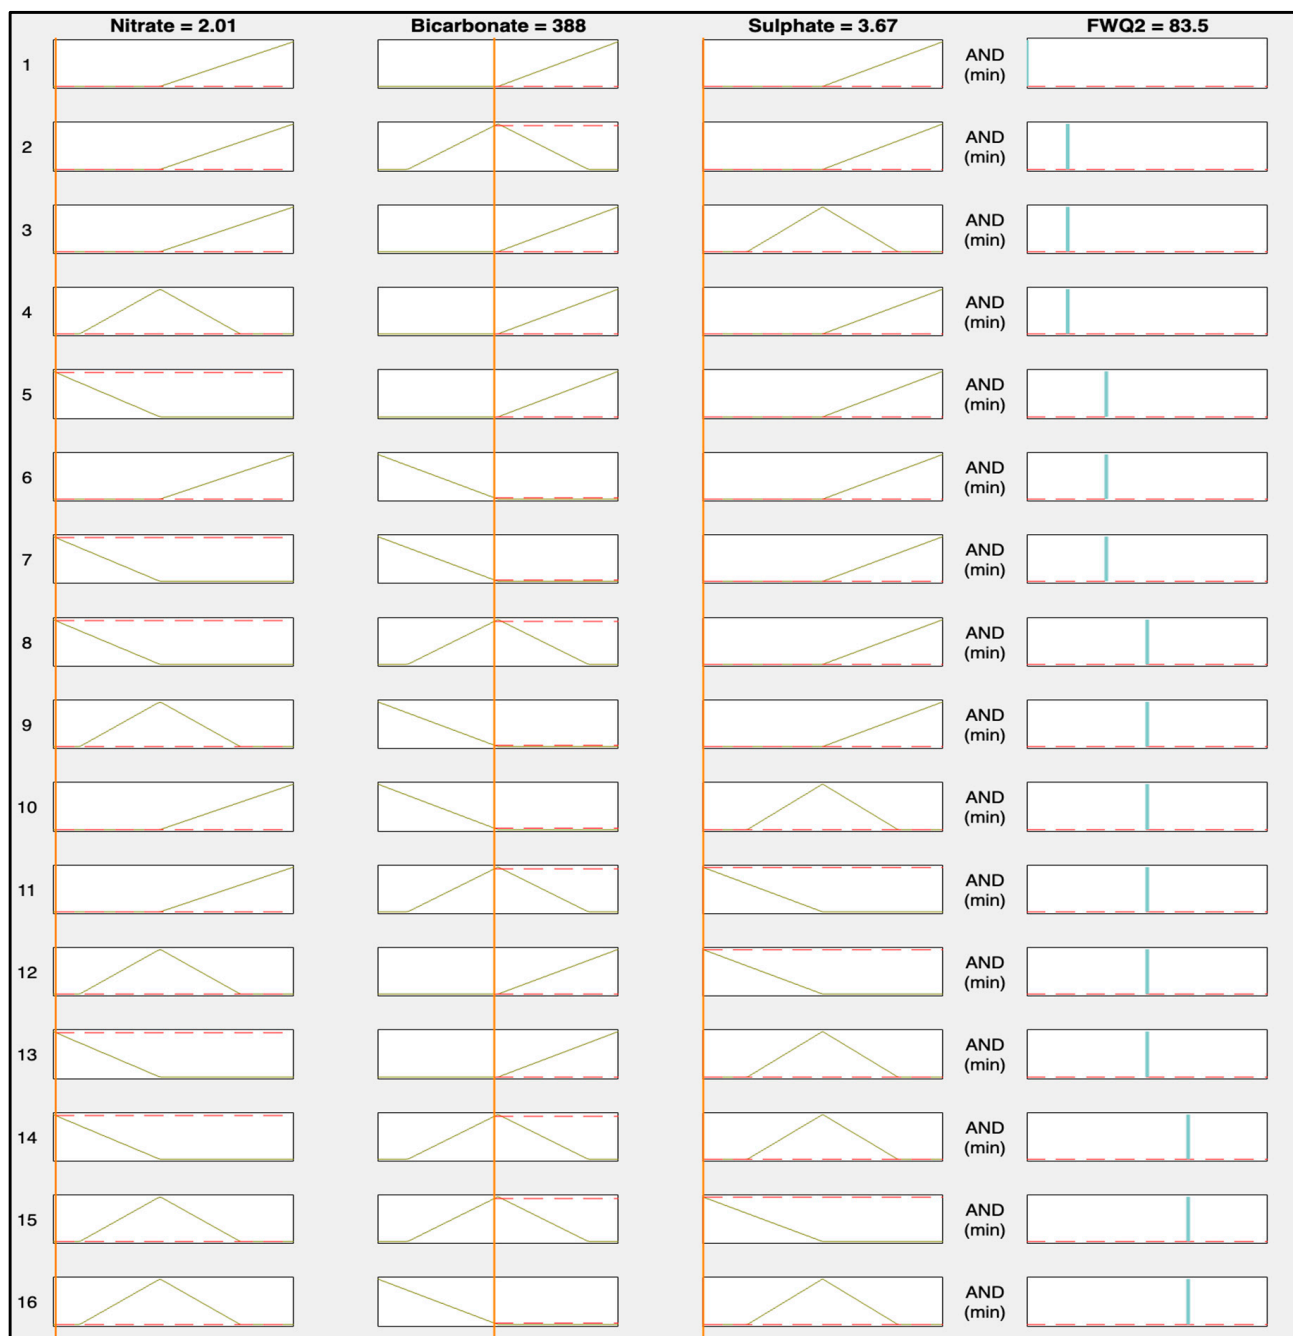 Nitrate = 2.01 Bicarbonate = 388 Sulphate = 3.67 FWQ2 = 83.5
1 AND
(min)
2 AND
(min)
3 AND
(min)
4 AND
(min)
5 AND
(min)
6 AND
(min)
7 AND
(min)
8 AND
(min)
9 AND
(min)
10 AND
(min)
11 AND
(min)
12 AND
(min)
13 AND
(min)
14 AND
(min)
15 AND
(min)
16 AND
(min)